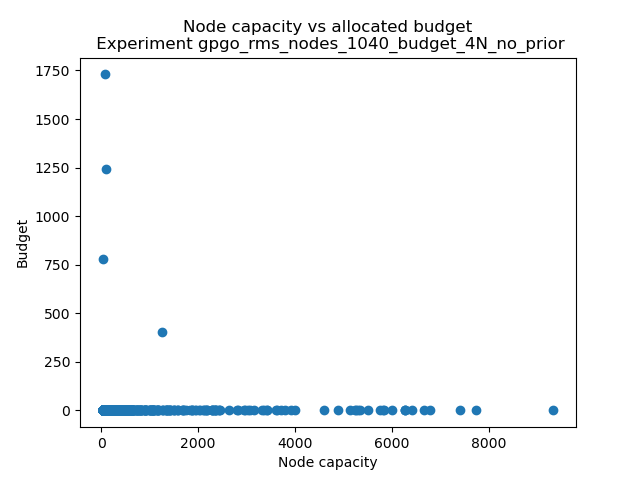 Node capacity vs allocated budget
Experiment gpgo_rms_nodes_1040_budget_4N_no_prior
1750
1500
1250
1000
750
500
250
0
Budget
0 2000 4000 6000 8000
Node capacity